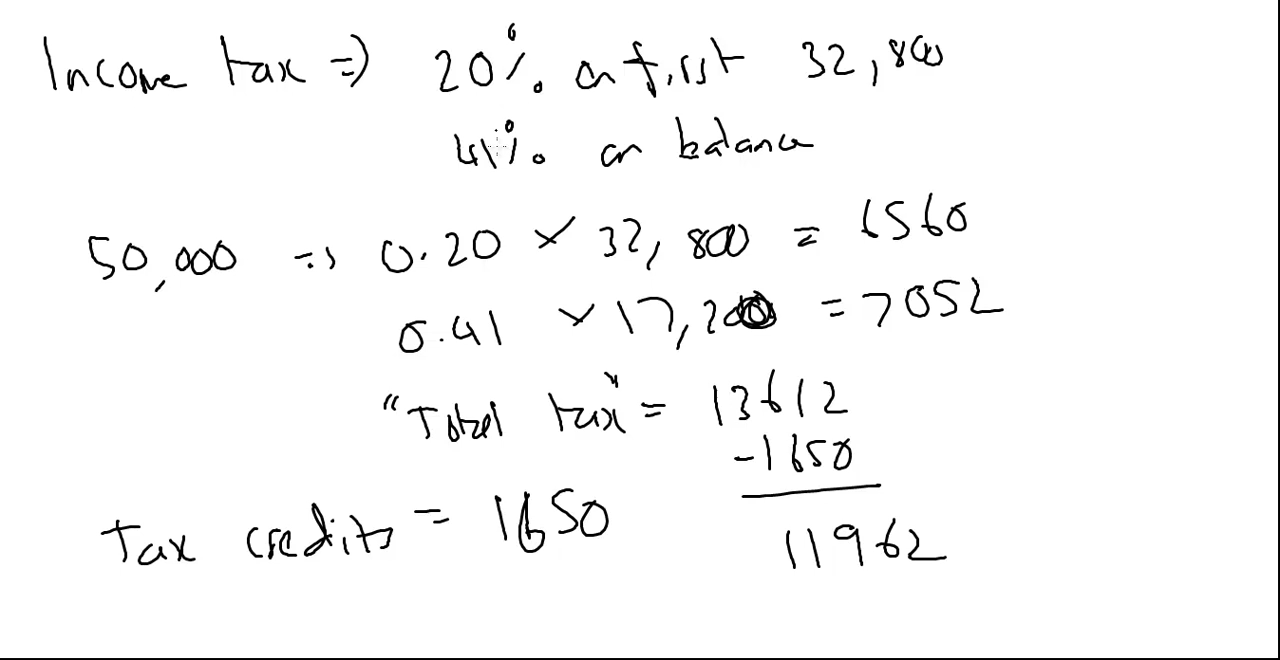 Income tax => 20% on first 32,800
41% on balance
50,000 => 0.20 × 32,800 = 6560
0.41 × 17,200 = 7052
"Total tax" = 13612
-1650
Tax credits = 1650
11962